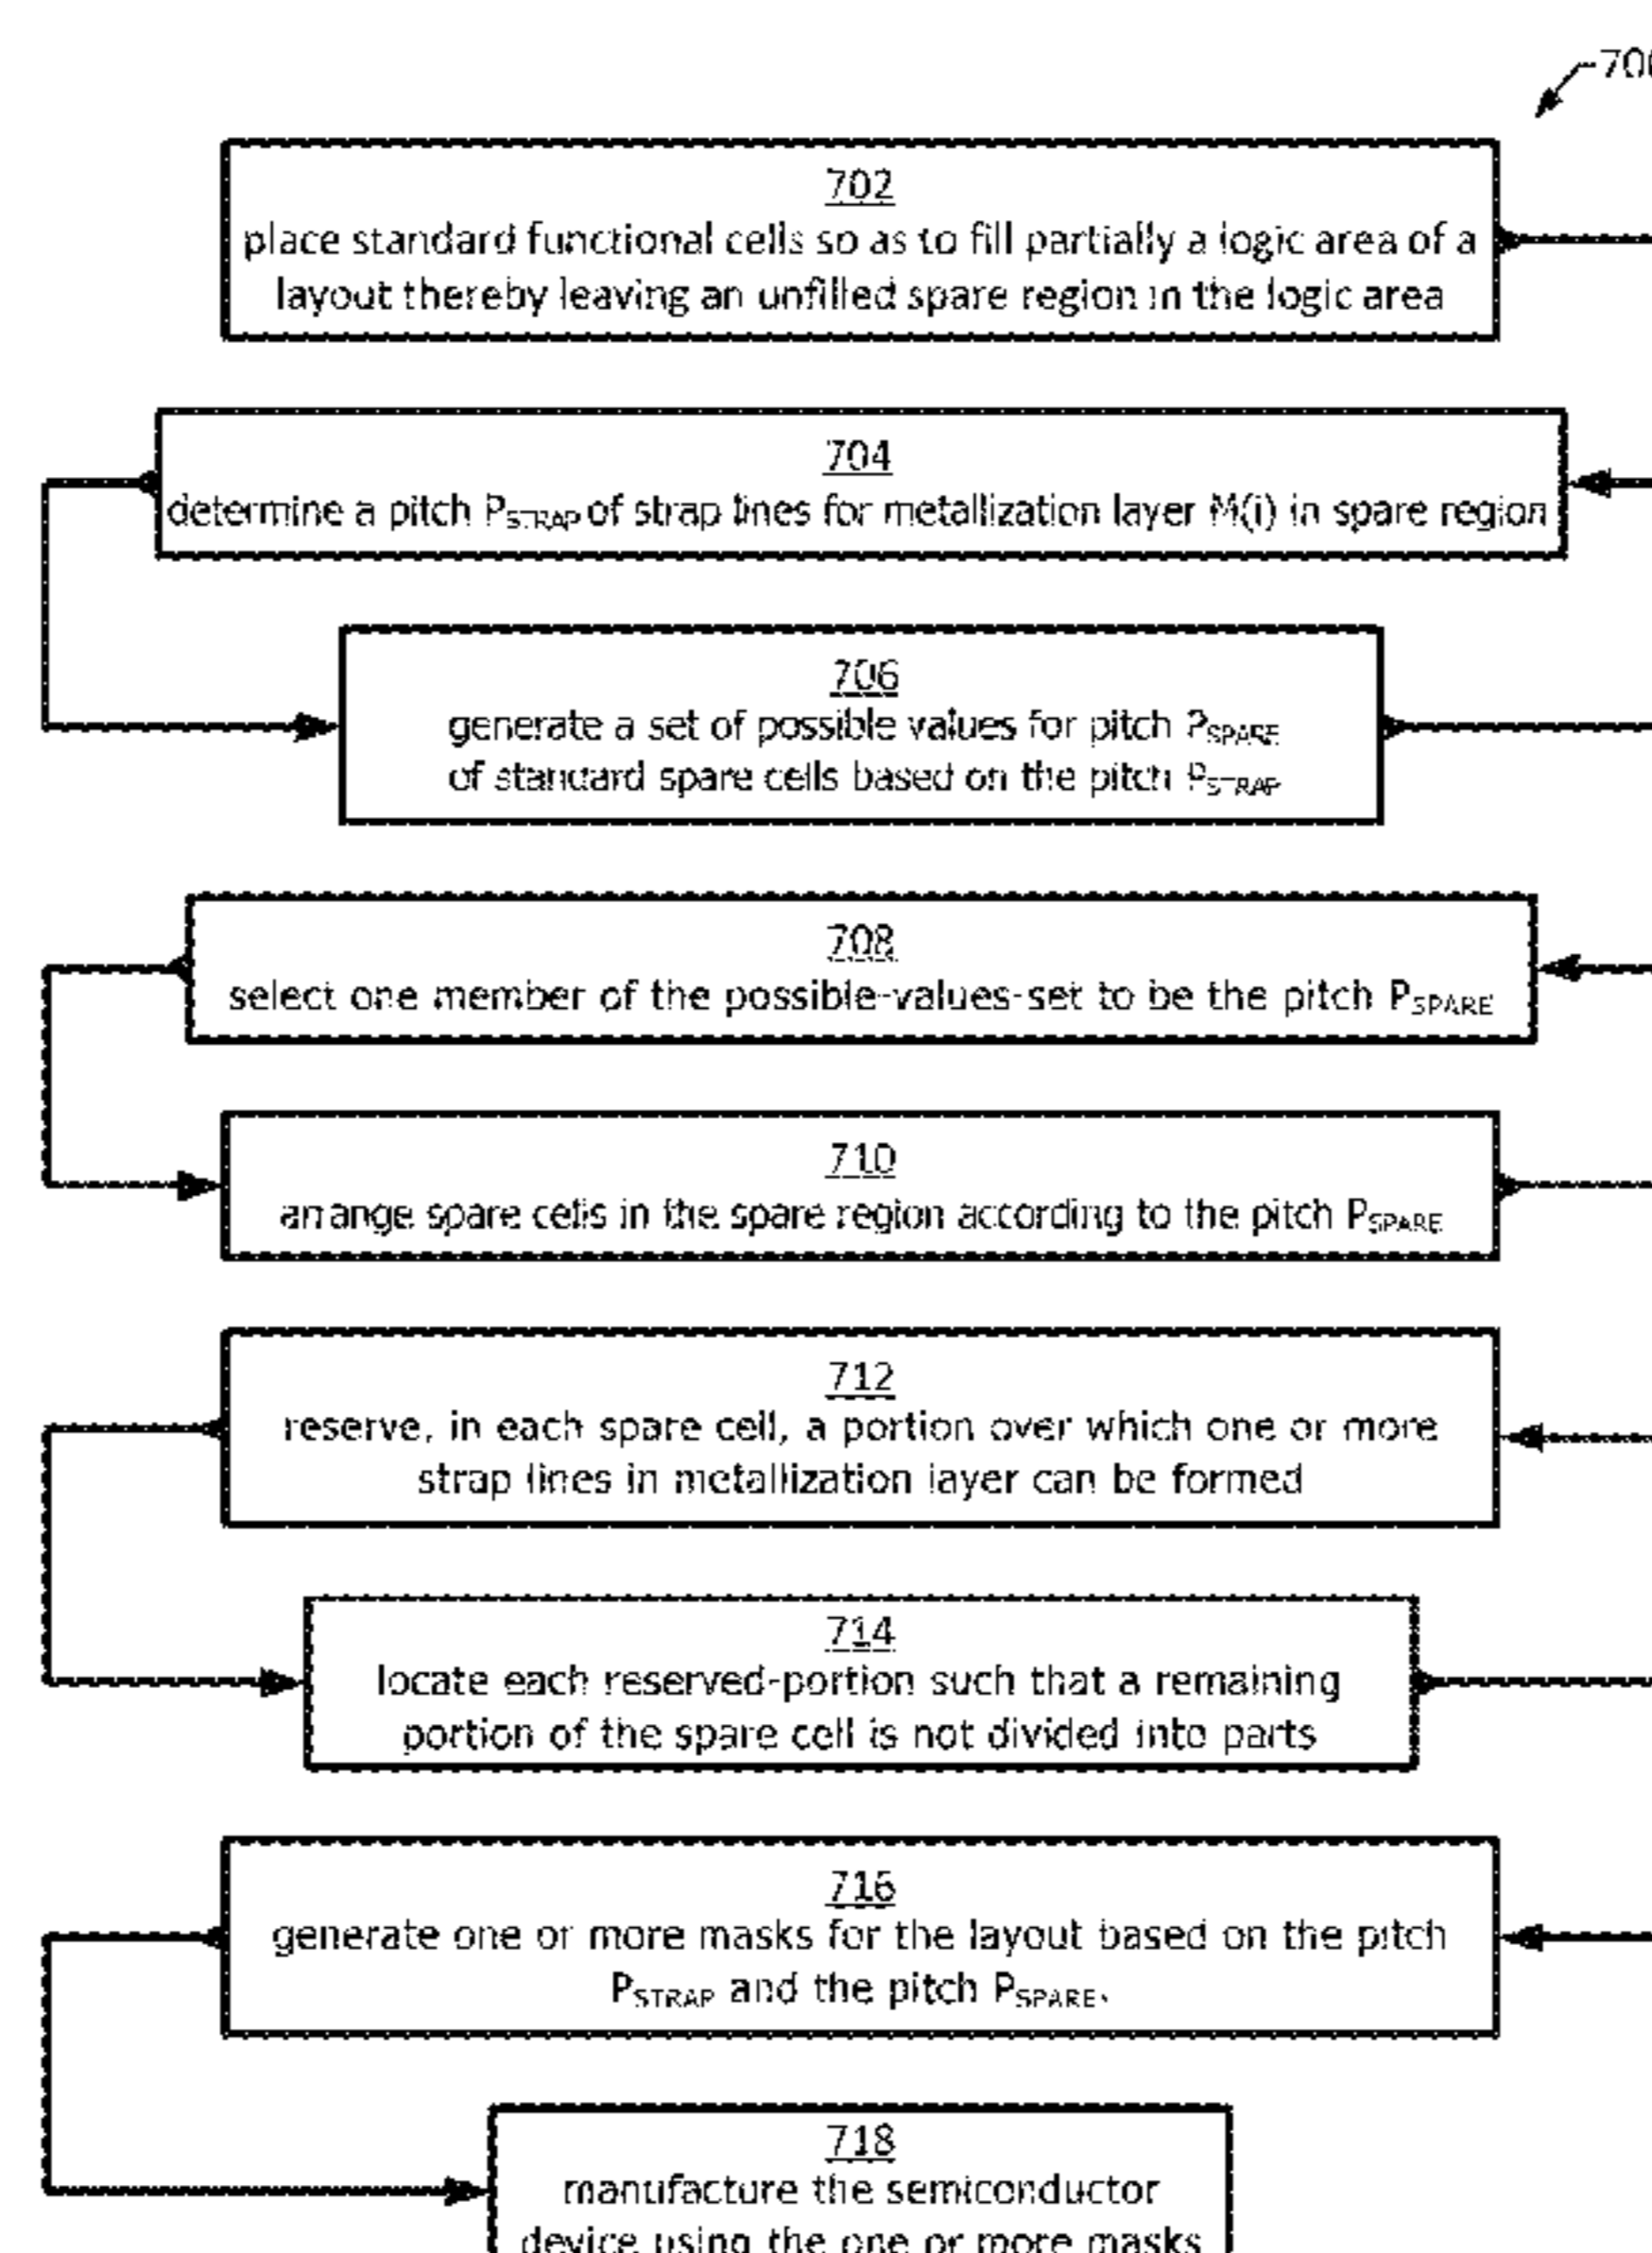 700
702
place standard functional cells so as to fill partially a logic area of a
layout thereby leaving an unfilled spare region in the logic area
704
determine a pitch PSTRAP of strap lines for metallization layer M(i) in spare region
706
generate a set of possible values for pitch PSPARE
of standard spare cells based on the pitch PSTRAP
708
select one member of the possible-values-set to be the pitch PSPARE
710
arrange spare cells in the spare region according to the pitch PSPARE
712
reserve, in each spare cell, a portion over which one or more
strap lines in metallization layer can be formed
714
locate each reserved-portion such that a remaining
portion of the spare cell is not divided into parts
716
generate one or more masks for the layout based on the pitch
PSTRAP and the pitch PSPARE.
718
manufacture the semiconductor
device using the one or more masks